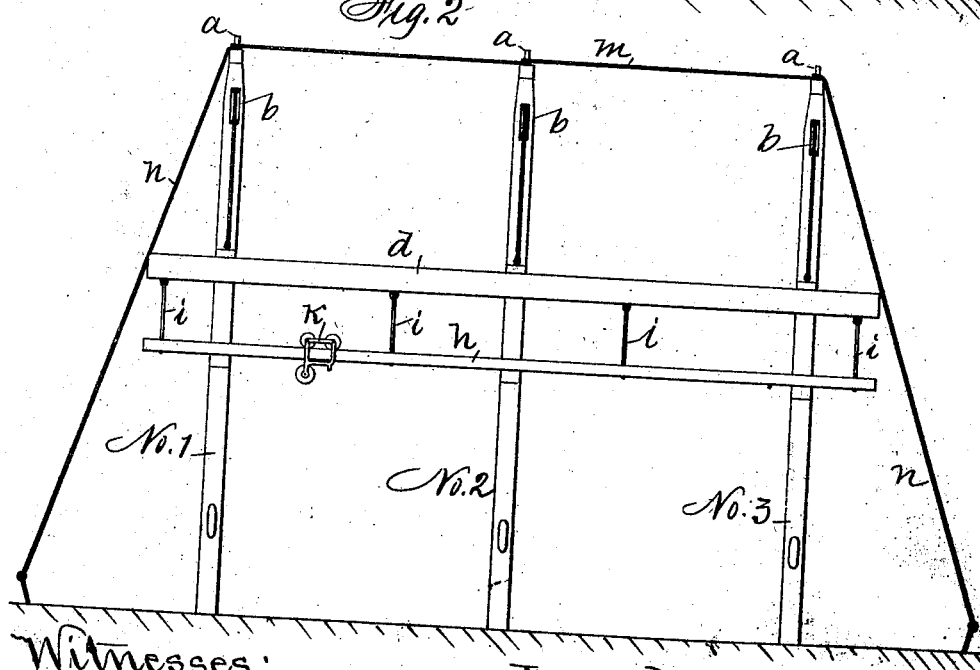 Fig. 2
a a m a
b b b
n
d
i K i h i i
No. 1 No. 2 No. 3 n
Witnesses: